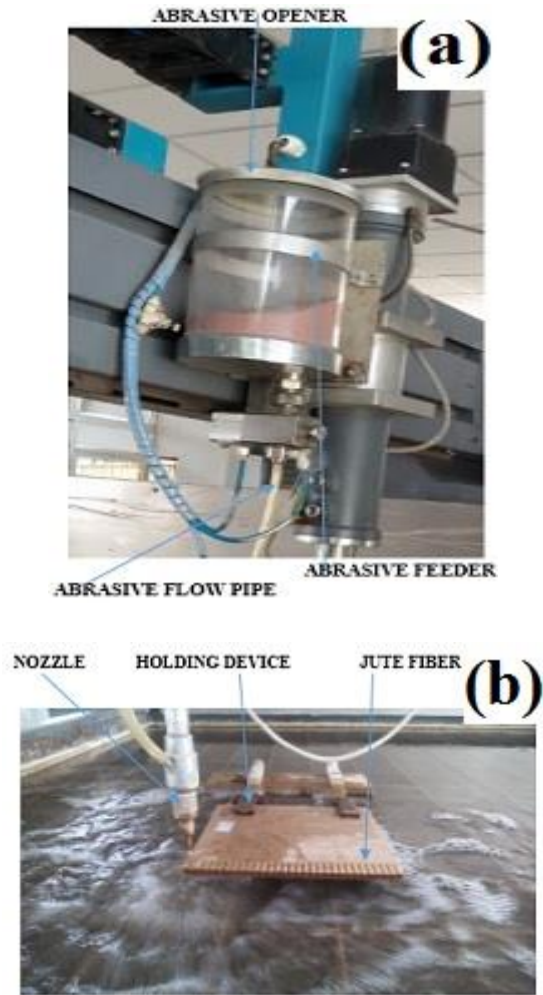 ABRASIVE OPENER
(a)
ABRASIVE FEEDER
ABRASIVE FLOW PIPE
NOZZLE HOLDING DEVICE JUTE FIBER
(b)